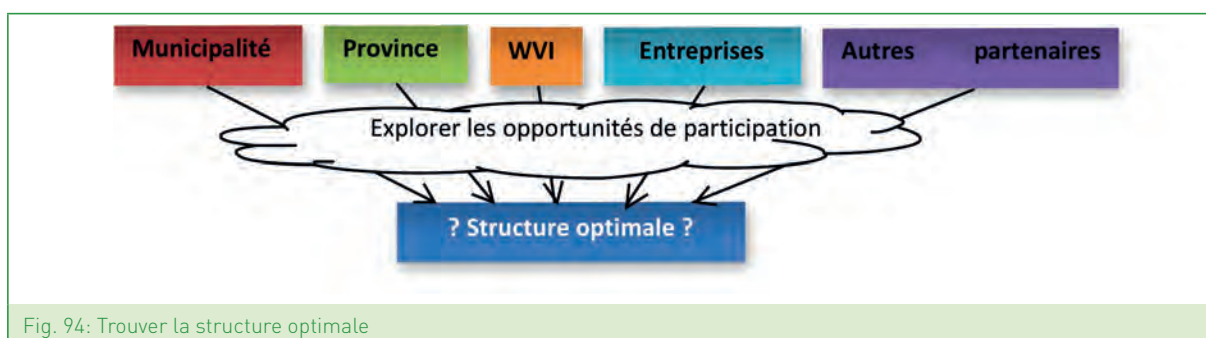 Municipalité Province WVI Entreprises Autres partenaires
Explorer les opportunités de participation
? Structure optimale ?
Fig. 94: Trouver la structure optimale